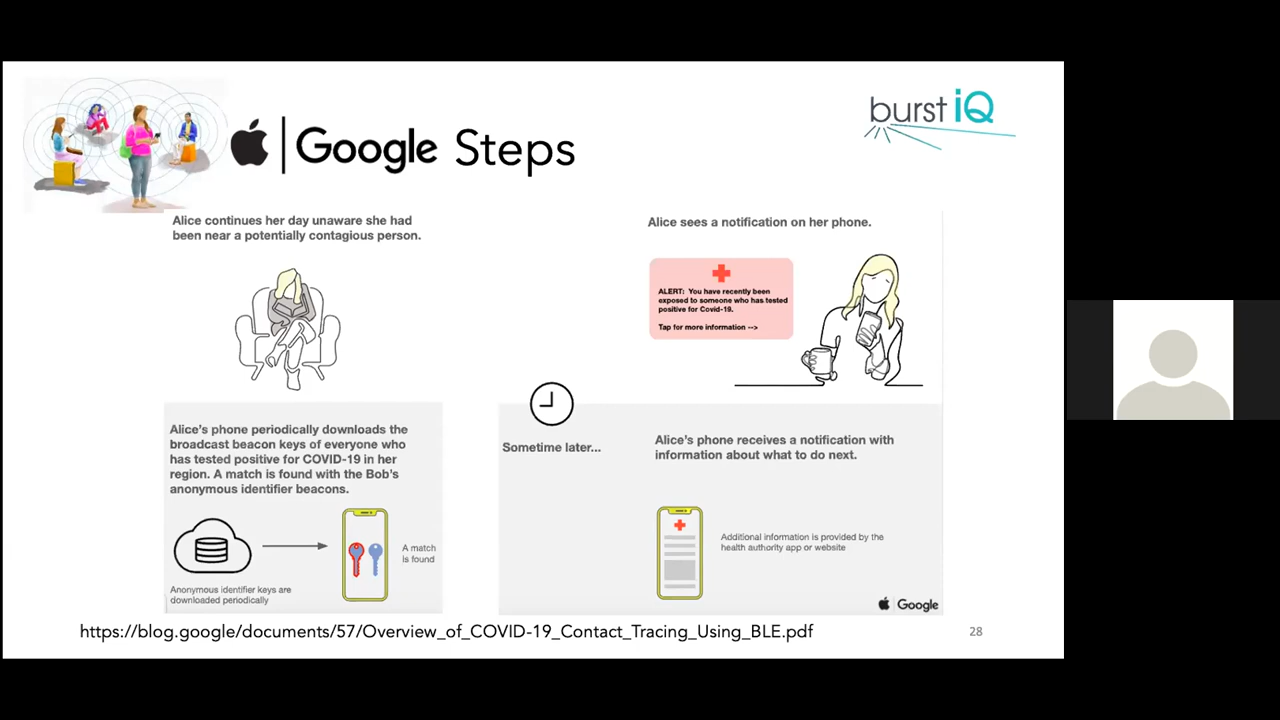 burst iQ
Google Steps
Alice continues her day unaware she had
been near a potentially contagious person.
Alice sees a notification on her phone.
ALERT: You have recently been
exposed to someone who has tested
positive for Covid-19.
Tap for more information -->
Alice's phone periodically downloads the
broadcast beacon keys of everyone who
has tested positive for COVID-19 in her
region. A match is found with the Bob's
anonymous identifier beacons.
A match
is found
Anonymous identifier keys are
downloaded periodically
Sometime later...
Alice's phone receives a notification with
information about what to do next.
Additional information is provided by the
health authority app or website
Google
https://blog.google/documents/57/Overview_of_COVID-19_Contact_Tracing_Using_BLE.pdf
28